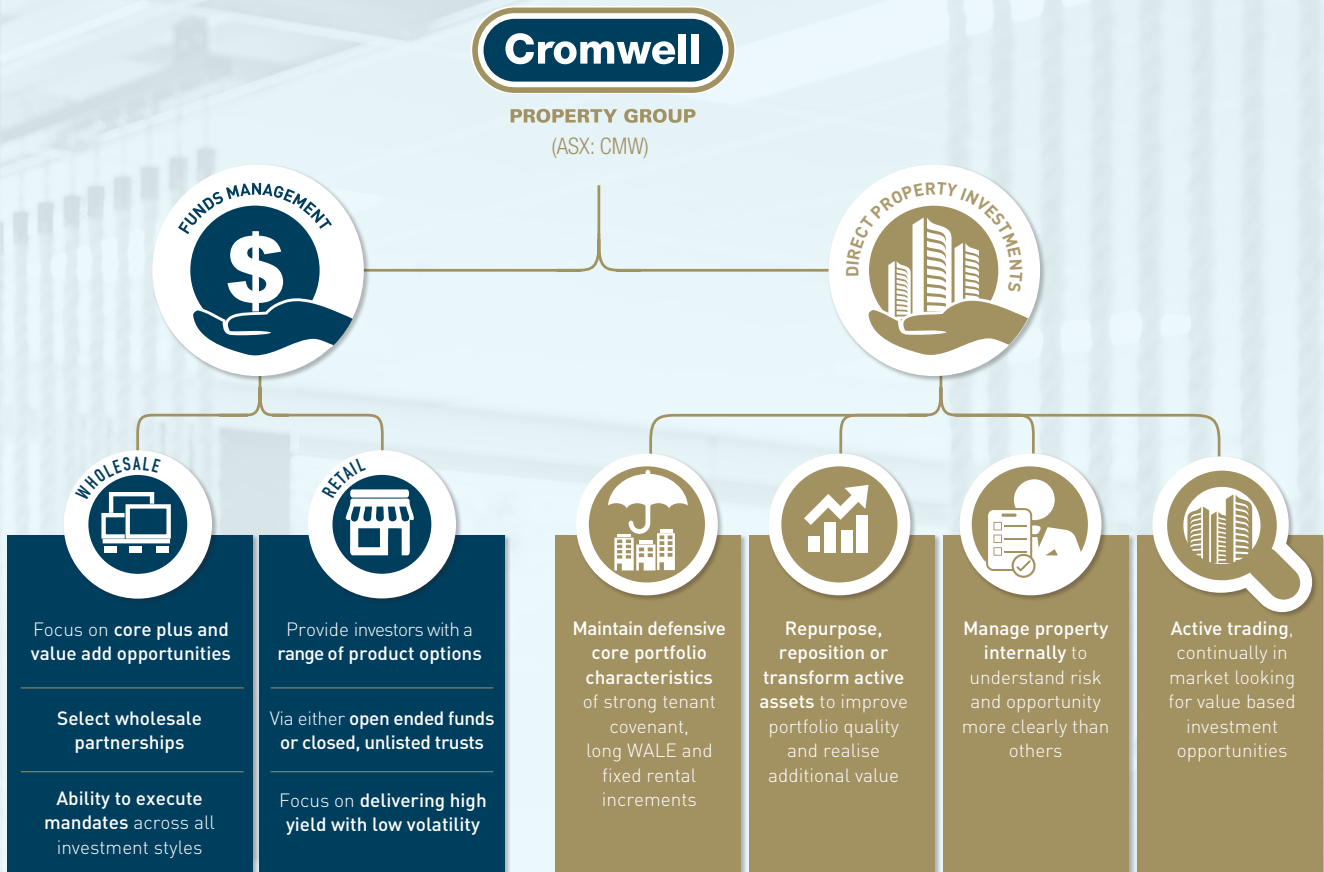 Cromwell
PROPERTY GROUP
(ASX: CMW)
FUNDS MANAGEMENT
$
DIRECT PROPERTY INVESTMENTS
WHOLESALE
Focus on core plus and
value add opportunities
Select wholesale
partnerships
Ability to execute
mandates across all
investment styles
RETAIL
Provide investors with a
range of product options
Via either open ended funds
or closed, unlisted trusts
Focus on delivering high
yield with low volatility
Maintain defensive
core portfolio
characteristics
of strong tenant
covenant,
long WALE and
fixed rental
increments
Repurpose,
reposition or
transform active
assets to improve
portfolio quality
and realise
additional value
Manage property
internally to
understand risk
and opportunity
more clearly than
others
Active trading,
continually in
market looking
for value based
investment
opportunities